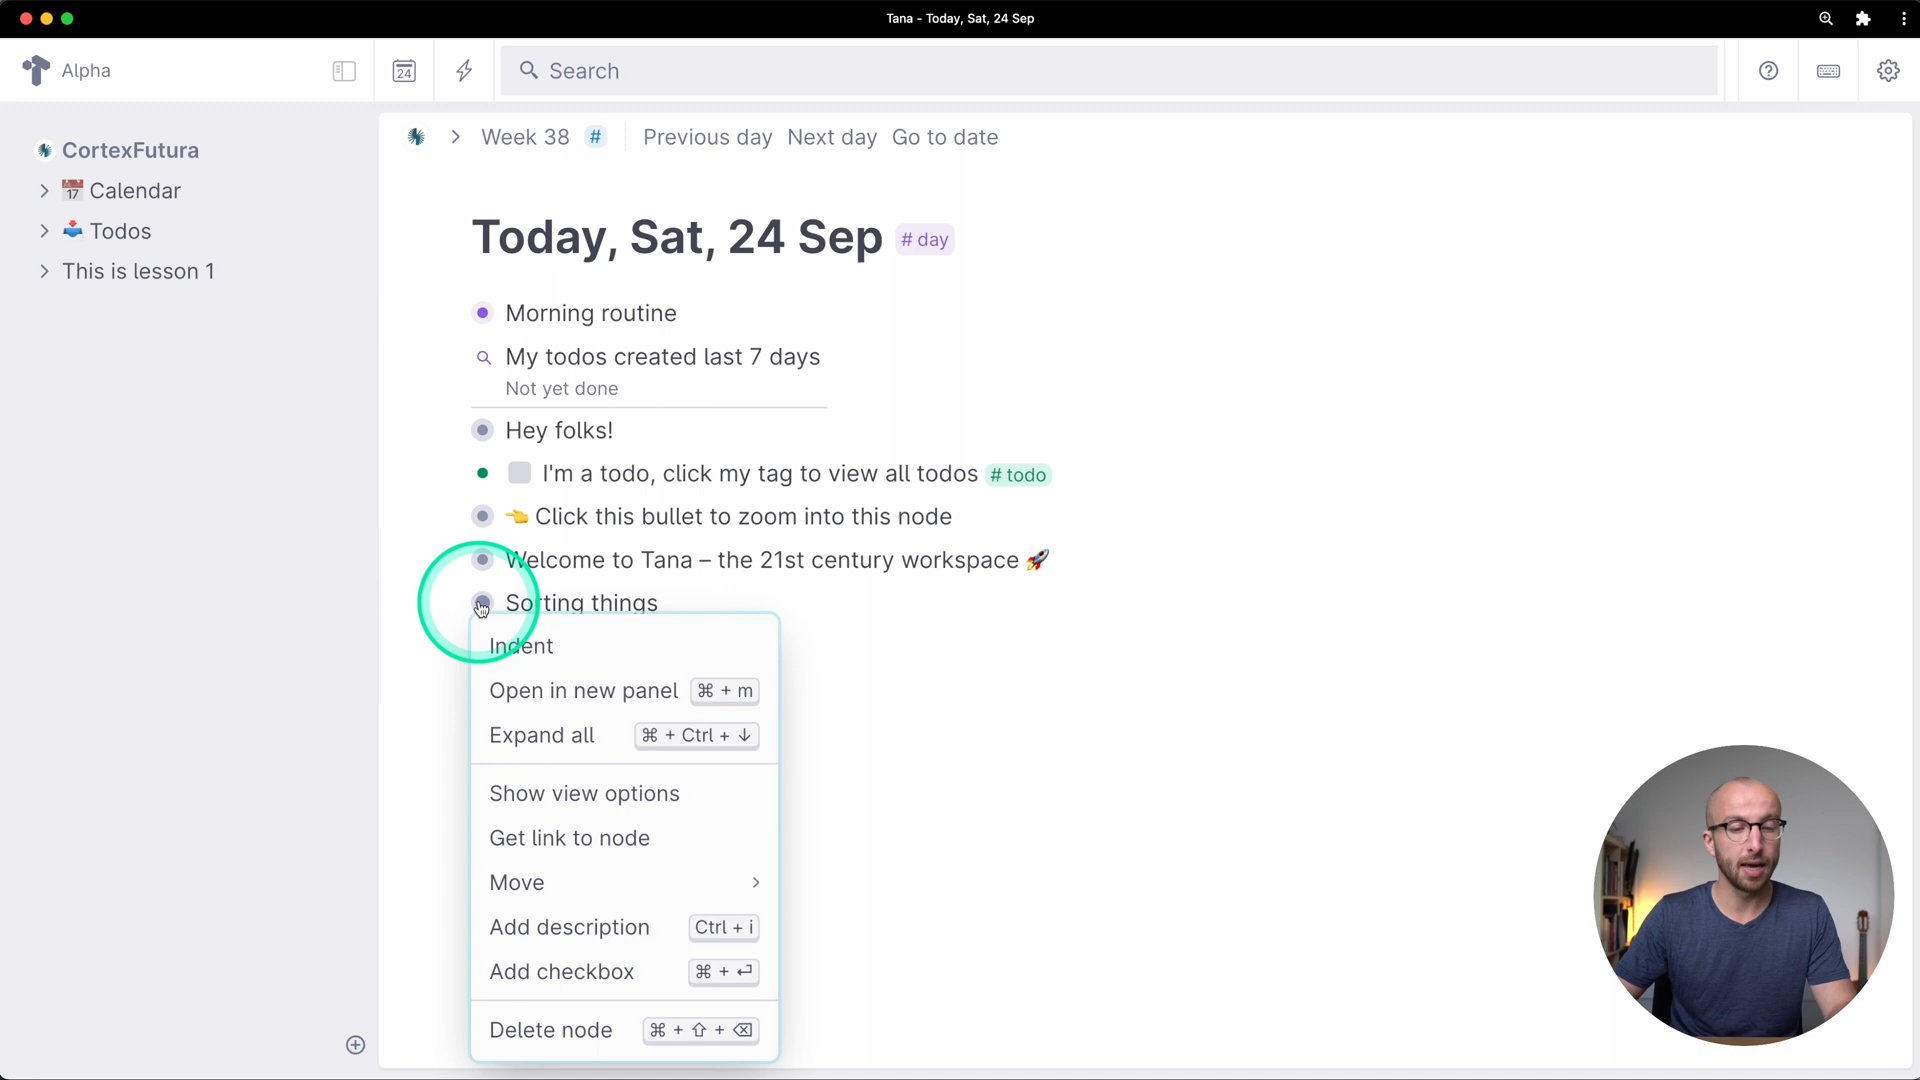 Tana - Today, Sat, 24 Sep
Alpha
24
Search
CortexFutura
> Week 38 # Previous day Next day Go to date
> 17 Calendar
> Todos
> This is lesson 1
Today, Sat, 24 Sep # day
Morning routine
My todos created last 7 days
Not yet done
Hey folks!
I'm a todo, click my tag to view all todos # todo
👈 Click this bullet to zoom into this node
Welcome to Tana – the 21st century workspace 🚀
Sorting things
Indent
Open in new panel ⌘ + m
Expand all ⌘ + Ctrl + ↓
Show view options
Get link to node
Move >
Add description Ctrl + i
Add checkbox ⌘ + ↵
Delete node ⌘ + ⇧ + ⌫